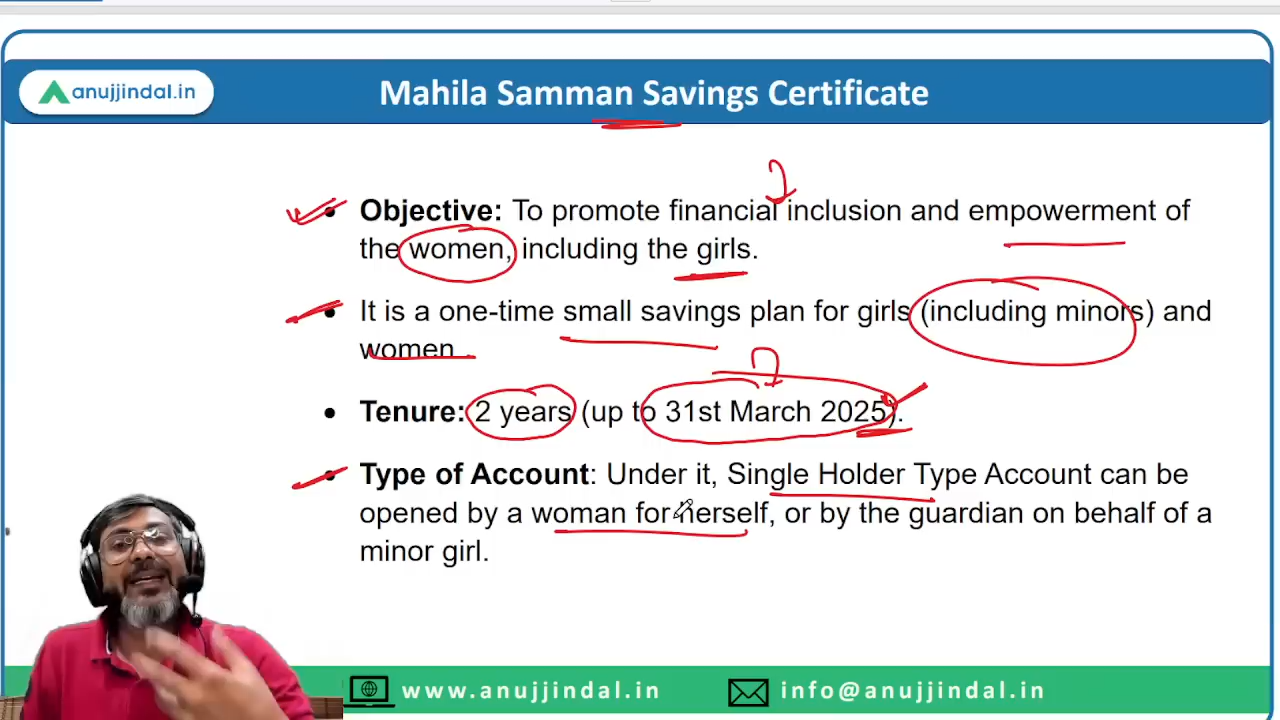 anujjindal.in
Mahila Samman Savings Certificate
• Objective: To promote financial inclusion and empowerment of
the women, including the girls.
• It is a one-time small savings plan for girls (including minors) and
women
• Tenure: 2 years (up to 31st March 2025).
• Type of Account: Under it, Single Holder Type Account can be
opened by a woman for herself, or by the guardian on behalf of a
minor girl.
www.anujjindal.in
info@anujjindal.in